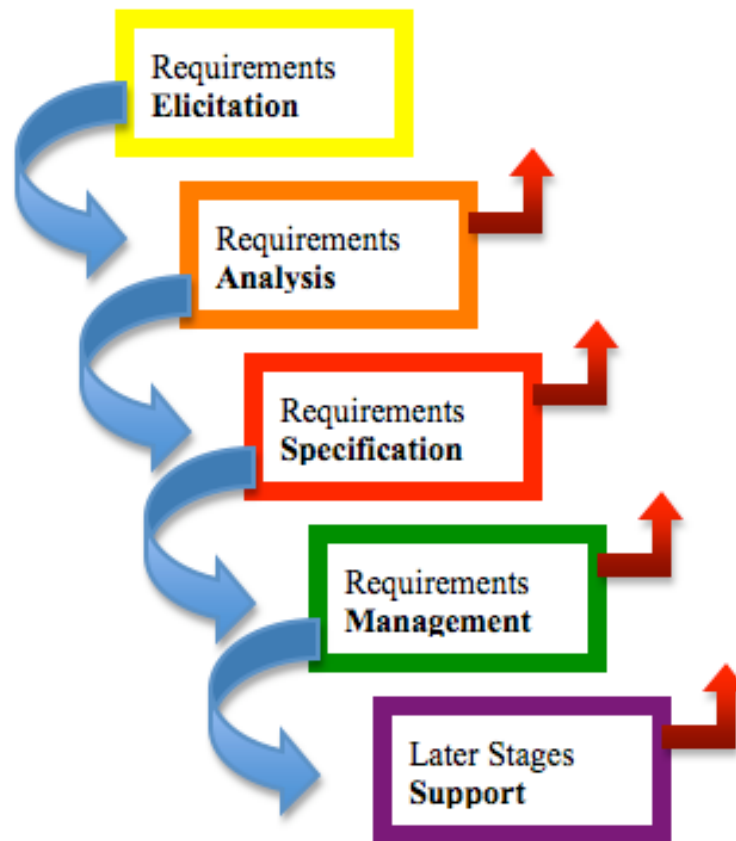 Requirements
Elicitation
Requirements
Analysis
Requirements
Specification
Requirements
Management
Later Stages
Support